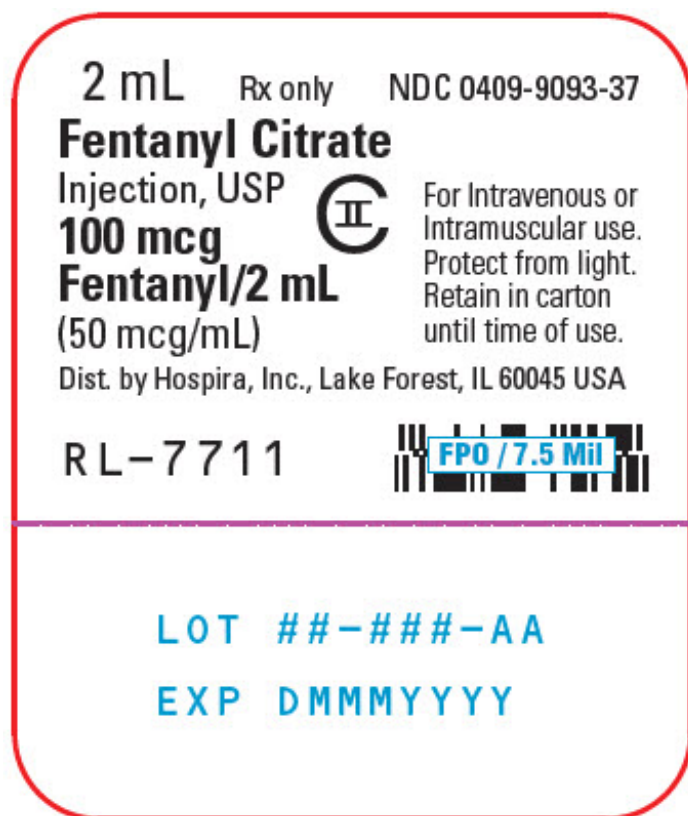 2 mL Rx only NDC 0409-9093-37
Fentanyl Citrate
Injection, USP
100 mcg
Fentanyl/2 mL
(50 mcg/mL)
CII
For Intravenous or
Intramuscular use.
Protect from light.
Retain in carton
until time of use.
Dist. by Hospira, Inc., Lake Forest, IL 60045 USA
RL-7711
FPO / 7.5 Mil
LOT ##-###-AA
EXP DMMMYYYY